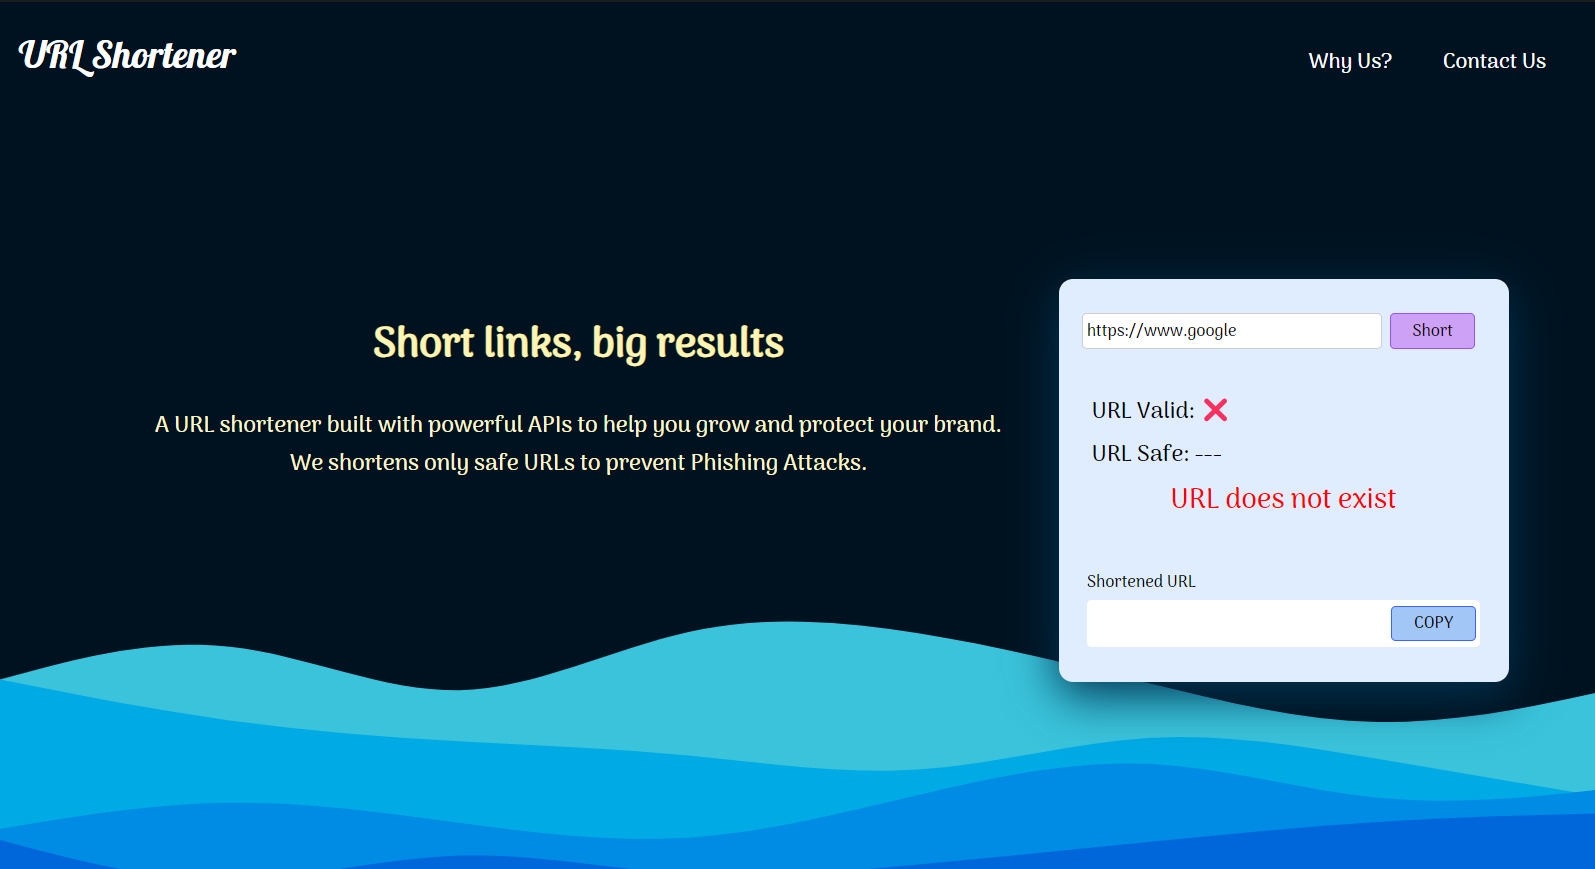 URL Shortener
Why Us?
Contact Us
Short links, big results
A URL shortener built with powerful APIs to help you grow and protect your brand.
We shortens only safe URLs to prevent Phishing Attacks.
https://www.google
Short
URL Valid: ❌
URL Safe: ---
URL does not exist
Shortened URL
COPY